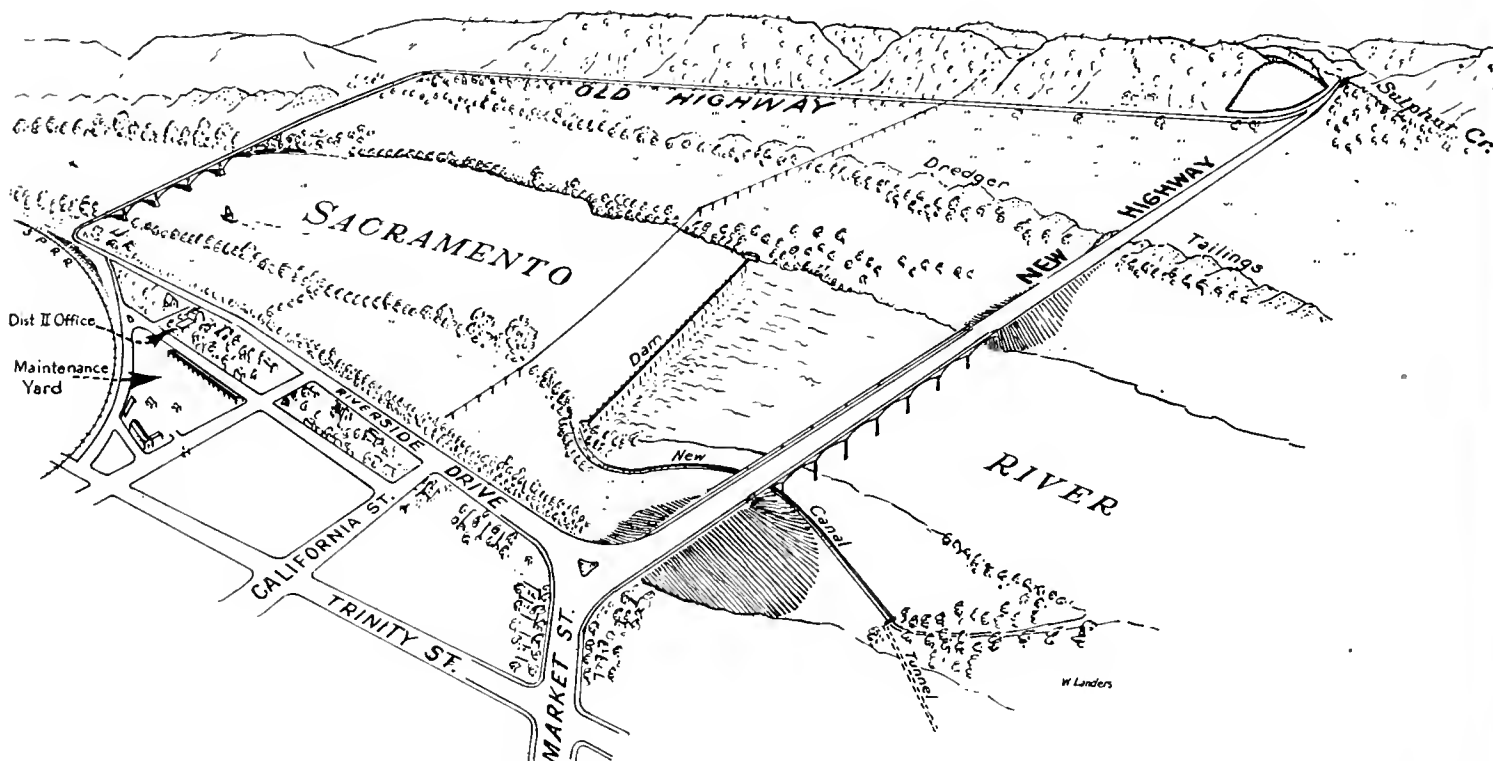 OLD HIGHWAY
Sulphur Cr.
Dredger
Tailings
NEW HIGHWAY
SACRAMENTO
RIVER
S.P.R.R.
Dist II Office
Maintenance
Yard
Dam
New
Canal
RIVERSIDE DRIVE
CALIFORNIA ST.
TRINITY ST.
MARKET ST.
Tunnel
W Landers